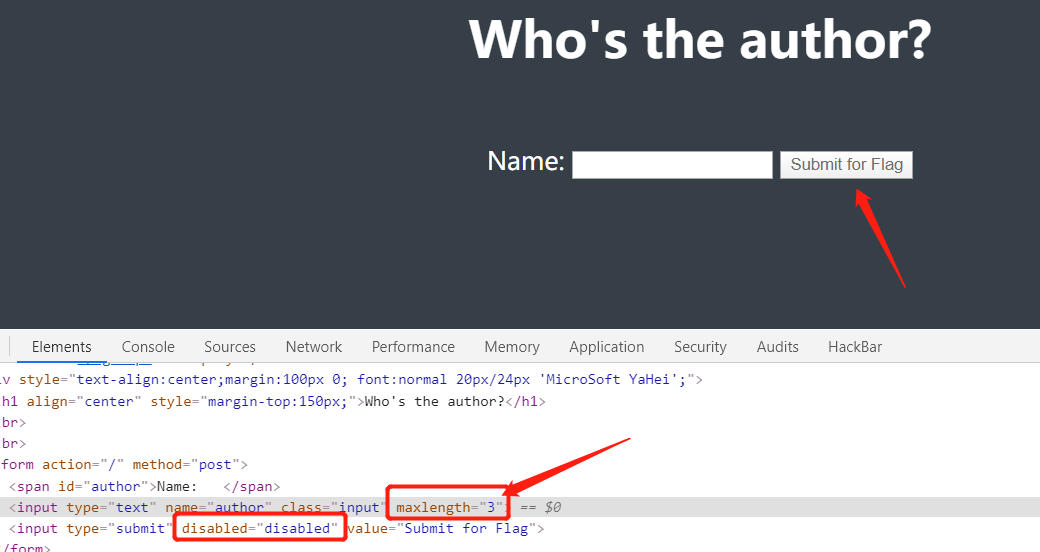 Who's the author?
Name: Submit for Flag
Elements Console Sources Network Performance Memory Application Security Audits HackBar
iv style="text-align:center;margin:100px 0; font:normal 20px/24px 'MicroSoft YaHei';">
h1 align="center" style="margin-top:150px;">Who's the author?</h1>
br>
br>
form action="/" method="post">
<span id="author">Name:   </span>
<input type="text" name="author" class="input" maxlength="3"> == $0
<input type="submit" disabled="disabled" value="Submit for Flag">
/form>